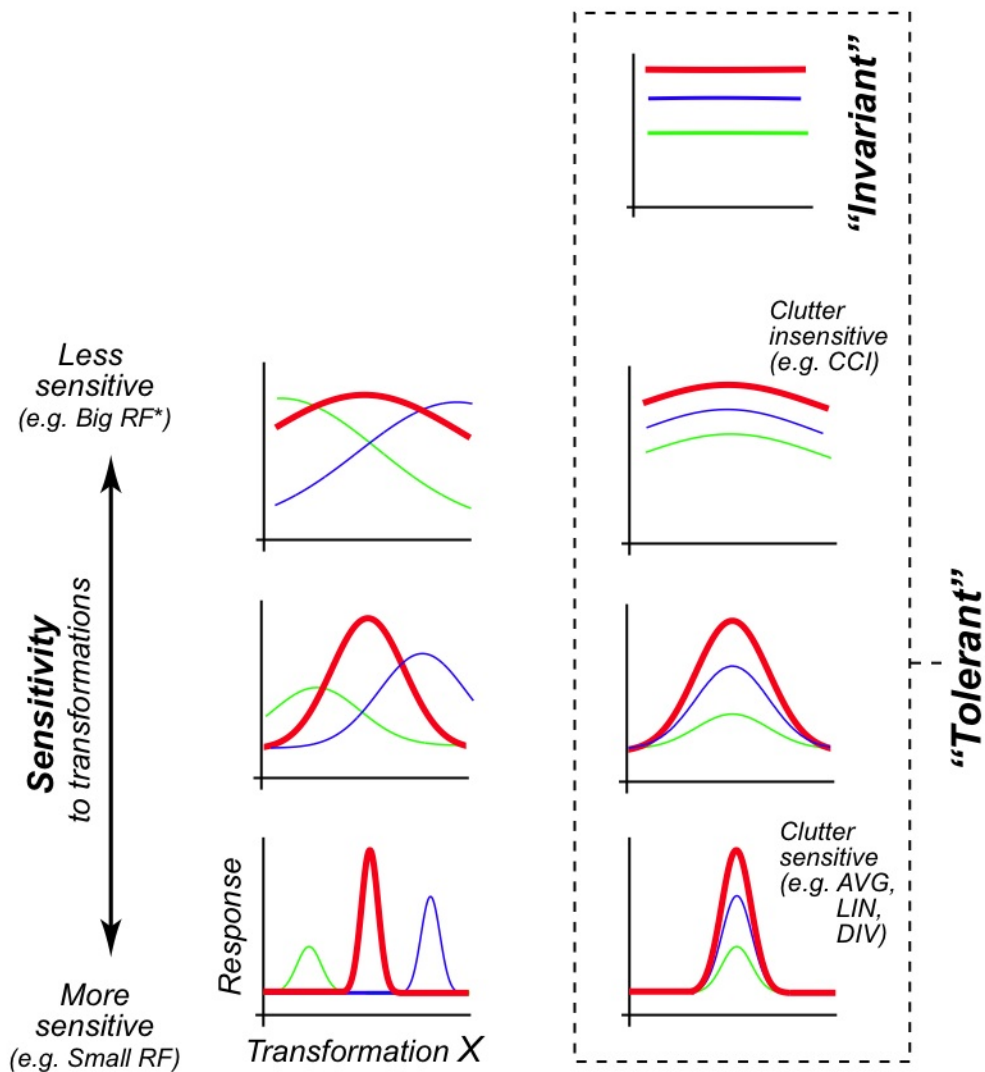 “Invariant”
Clutter
insensitive
(e.g. CCI)
Less
sensitive
(e.g. Big RF*)
Sensitivity
to transformations
“Tolerant”
Clutter
sensitive
(e.g. AVG,
LIN,
DIV)
Response
More
sensitive
(e.g. Small RF)
Transformation X